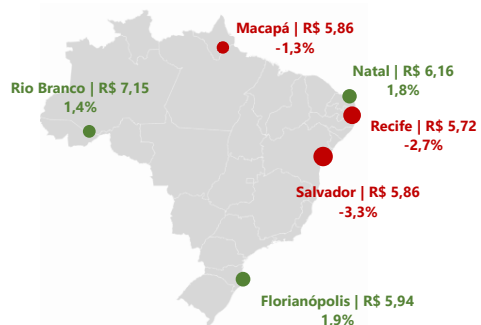 Macapá | R$ 5,86
-1,3%
Natal | R$ 6,16
1,8%
Rio Branco | R$ 7,15
1,4%
Recife | R$ 5,72
-2,7%
Salvador | R$ 5,86
-3,3%
Florianópolis | R$ 5,94
1,9%